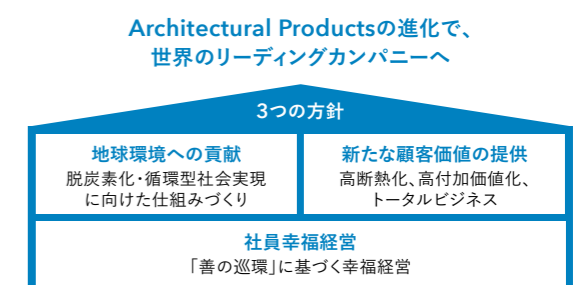 Architectural Productsの進化で、
世界のリーディングカンパニーへ
3つの方針
地球環境への貢献
脱炭素化・循環型社会実現
に向けた仕組みづくり
新たな顧客価値の提供
高断熱化、高付加価値化、
トータルビジネス
社員幸福経営
「善の巡環」に基づく幸福経営